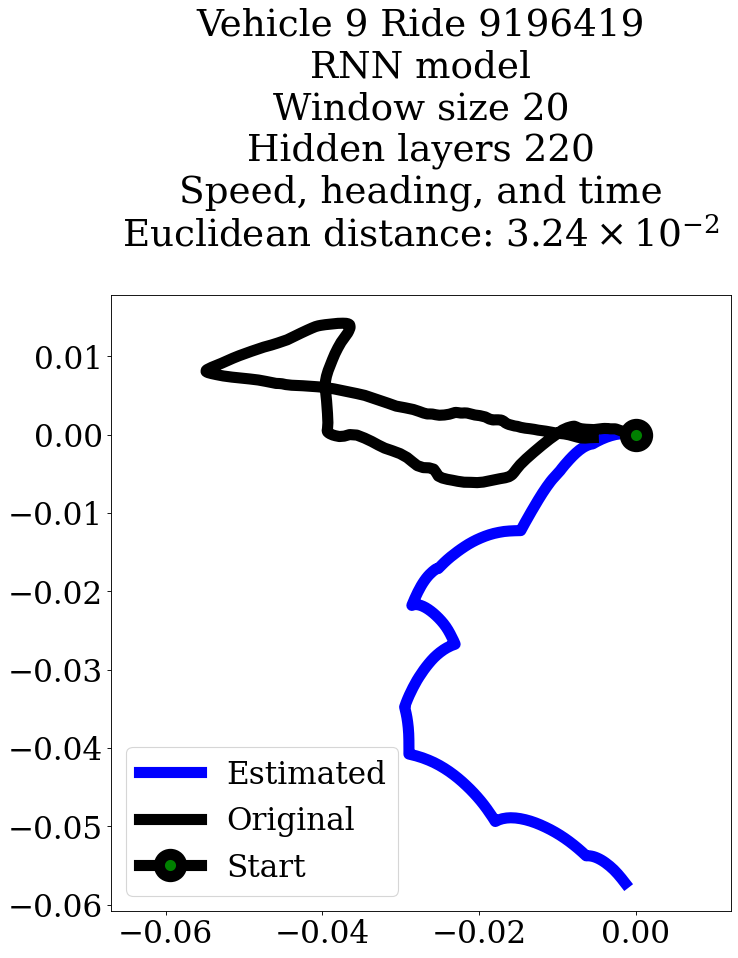 Vehicle 9 Ride 9196419
RNN model
Window size 20
Hidden layers 220
Speed, heading, and time
Euclidean distance: 3.24 × 10⁻²
0.01
0.00
−0.01
−0.02
−0.03
−0.04
−0.05
−0.06
Estimated
Original
Start
−0.06 −0.04 −0.02 0.00